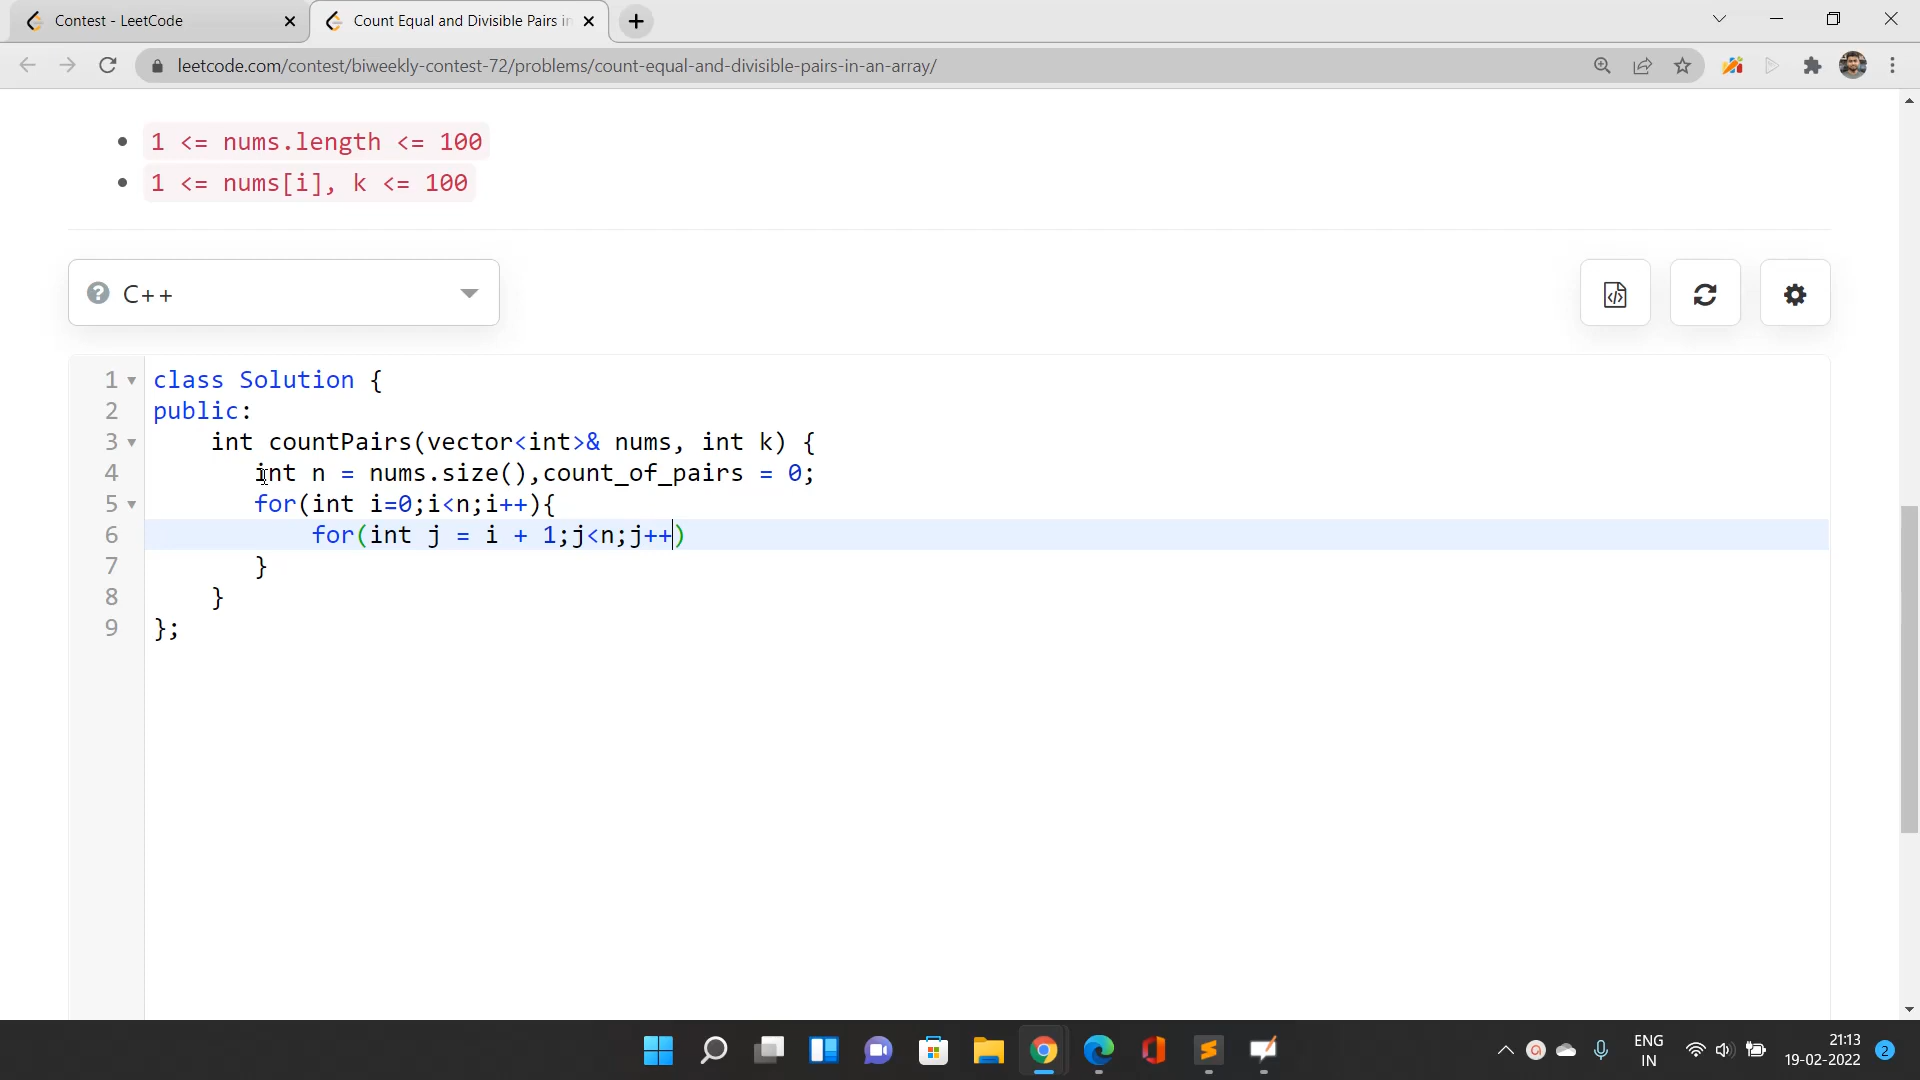 Contest - LeetCode
Count Equal and Divisible Pairs in
leetcode.com/contest/biweekly-contest-72/problems/count-equal-and-divisible-pairs-in-an-array/
1 <= nums.length <= 100
1 <= nums[i], k <= 100
? C++
1 class Solution {
2 public:
3 int countPairs(vector<int>& nums, int k) {
4 int n = nums.size(),count_of_pairs = 0;
5 for(int i=0;i<n;i++){
6 for(int j = i + 1;j<n;j++)
7 }
8 }
9 };
ENG
IN
21:13
19-02-2022
2